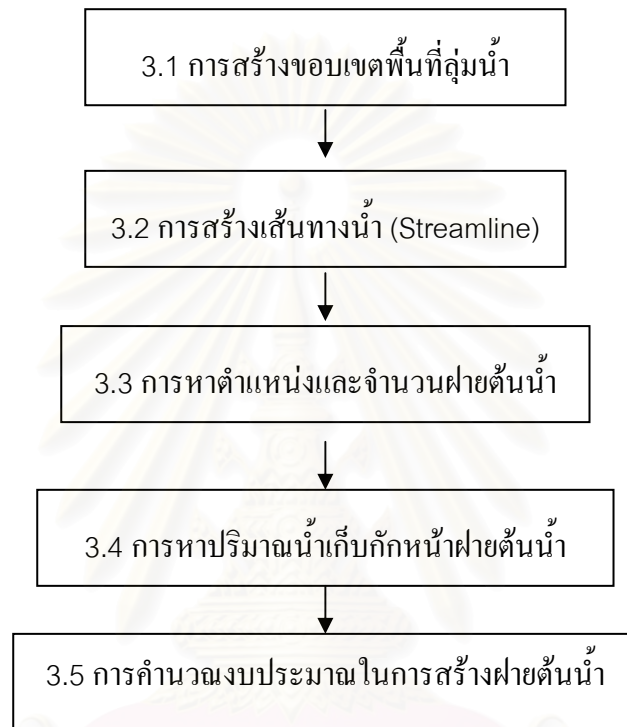 3.1 การสร้างขอบเขตพื้นที่ลุ่มน้ำ
3.2 การสร้างเส้นทางน้ำ (Streamline)
3.3 การหาตำแหน่งและจำนวนฝายต้นน้ำ
3.4 การหาปริมาณน้ำเก็บกักหน้าฝายต้นน้ำ
3.5 การคำนวณงบประมาณในการสร้างฝายต้นน้ำ